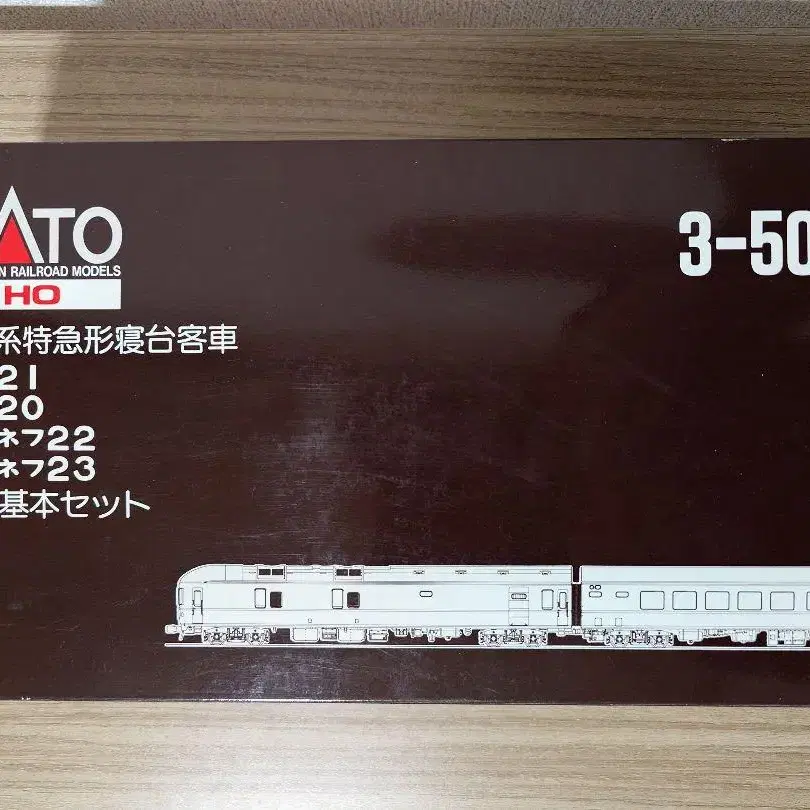 ATO
N RAILROAD MODELS
HO
3-50
系特急形寝台客車
21
20
ネフ22
ネフ23
基本セット